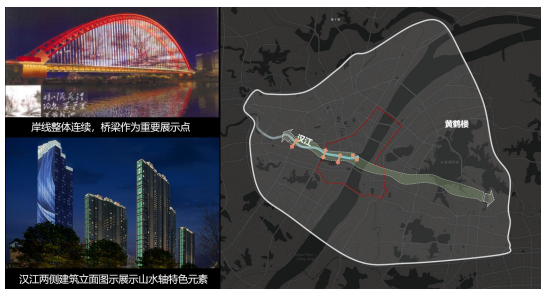 岸线整体连续，桥梁作为重要展示点
汉江两侧建筑立面图示展示山水轴特色元素
汉江
黄鹤楼